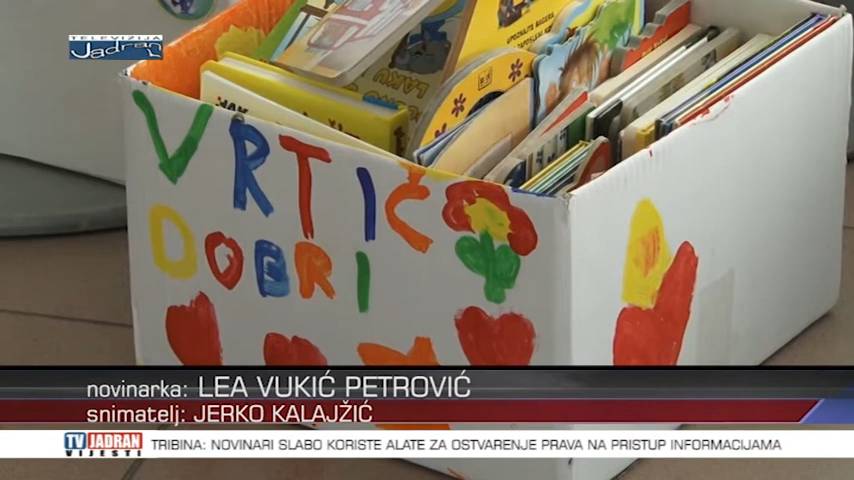 TELEVIZIJA
Jadran
VRTIĆ
DOBRI
novinarka: LEA VUKIĆ PETROVIĆ
snimatelj: JERKO KALAJŽIĆ
TV JADRAN
VIJESTI
TRIBINA: NOVINARI SLABO KORISTE ALATE ZA OSTVARENJE PRAVA NA PRISTUP INFORMACIJAMA